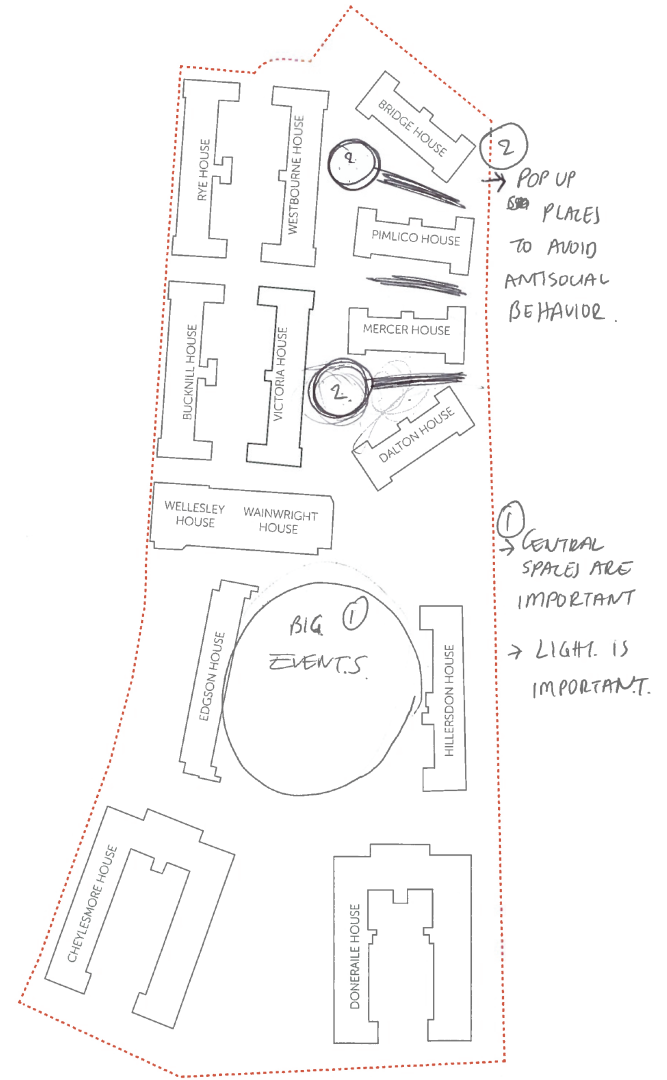 BRIDGE HOUSE
RYE HOUSE
WESTBOURNE HOUSE
2
2
→ POP UP
PLACES
TO AVOID
ANTISOCIAL
BEHAVIOR.
PIMLICO HOUSE
MERCER HOUSE
BUCKNILL HOUSE
VICTORIA HOUSE
2
DALTON HOUSE
WELLESLEY
HOUSE
WAINWRIGHT
HOUSE
1
→ CENTRAL
SPACES ARE
IMPORTANT
→ LIGHT. IS
IMPORTANT.
BIG 1
EVENTS.
EDGSON HOUSE
HILLERSDON HOUSE
CHEYLESMORE HOUSE
DONERAILE HOUSE